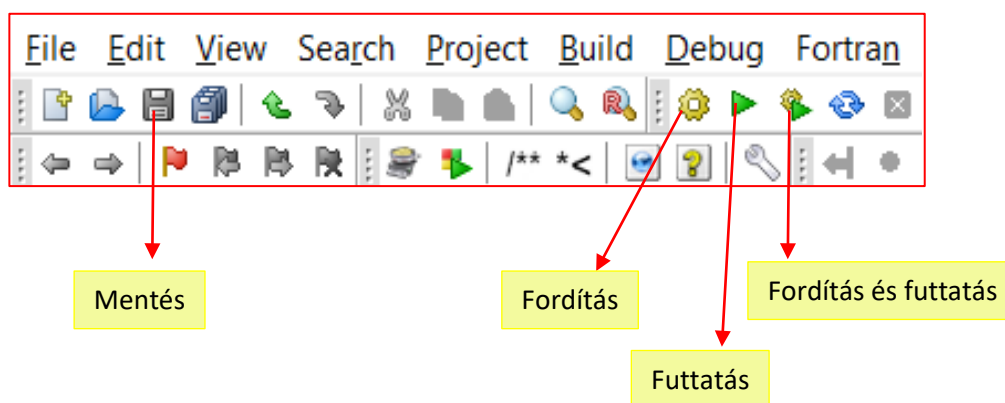 File Edit View Search Project Build Debug Fortran
R
/** *< ?
Mentés
Fordítás
Fordítás és futtatás
Futtatás